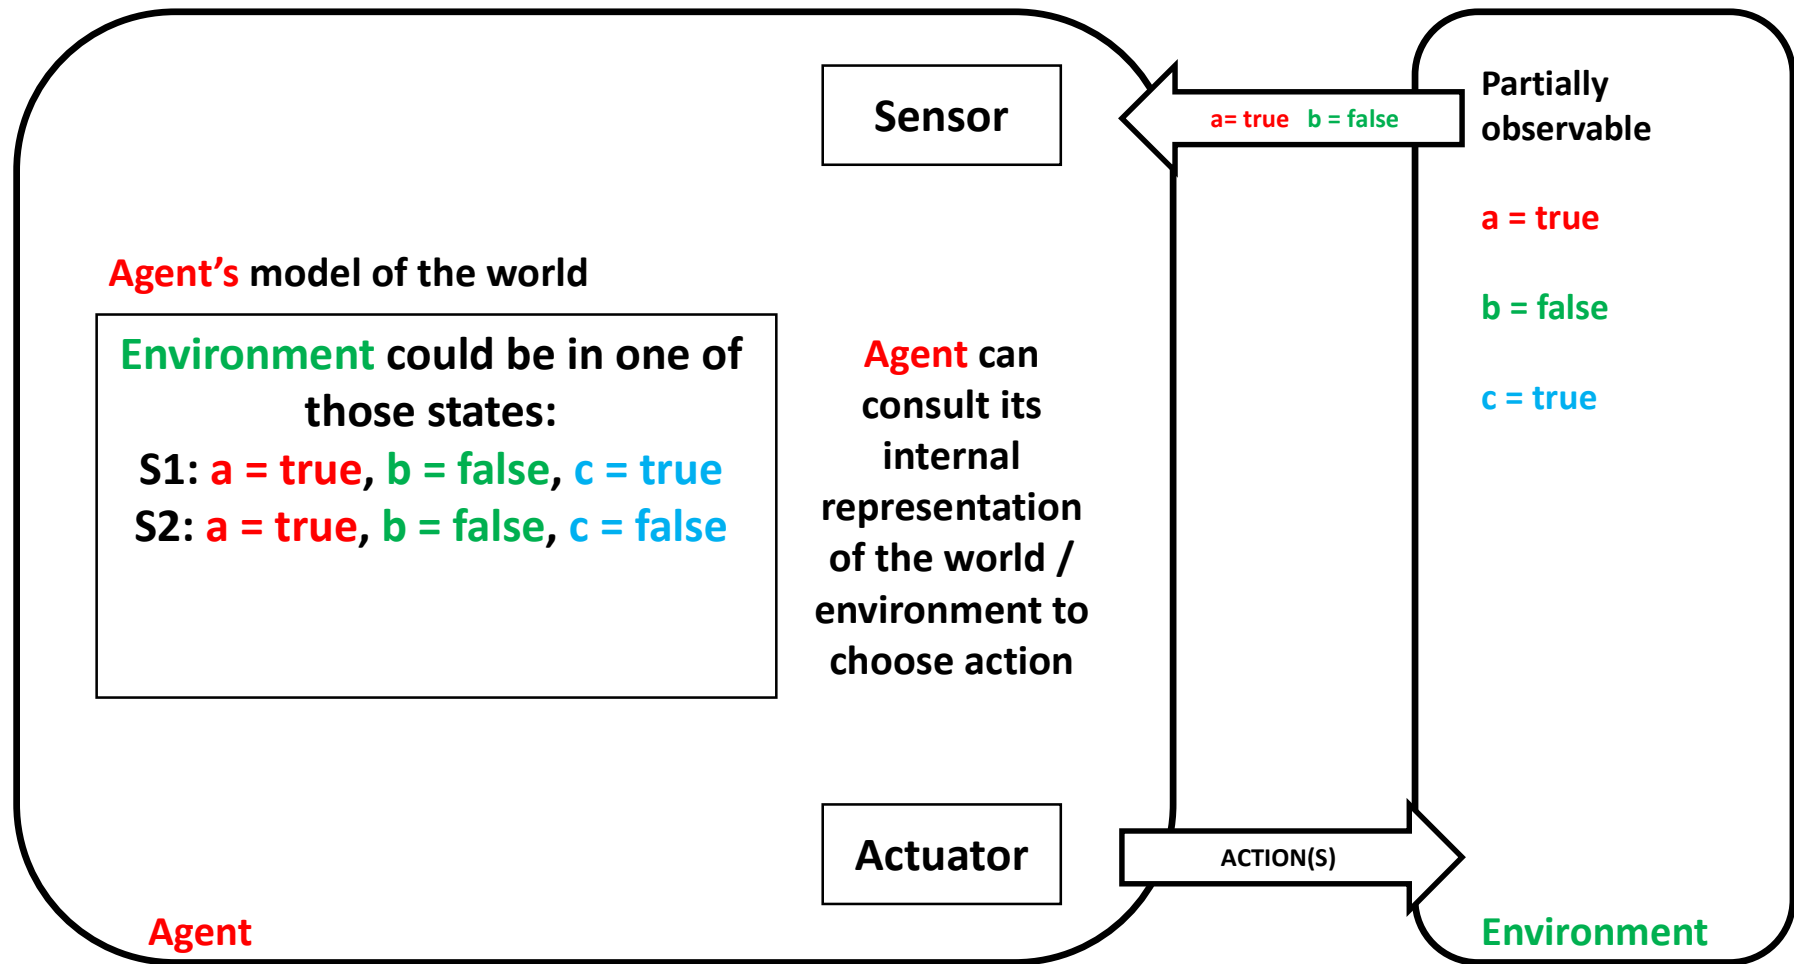 Sensor
a= true b = false
Partially
observable
a = true
b = false
c = true
Agent’s model of the world
Environment could be in one of
those states:
S1: a = true, b = false, c = true
S2: a = true, b = false, c = false
Agent can
consult its
internal
representation
of the world /
environment to
choose action
Actuator
ACTION(S)
Agent
Environment